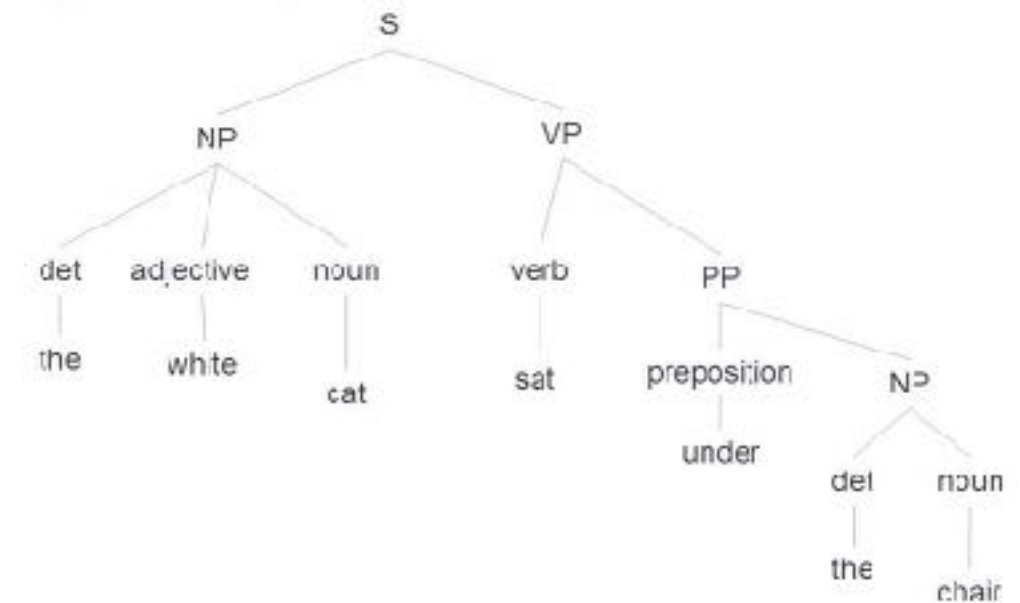 S
NP VP
det adjective noun verb PP
the white cat sat preposition NP
under
det noun
the chair